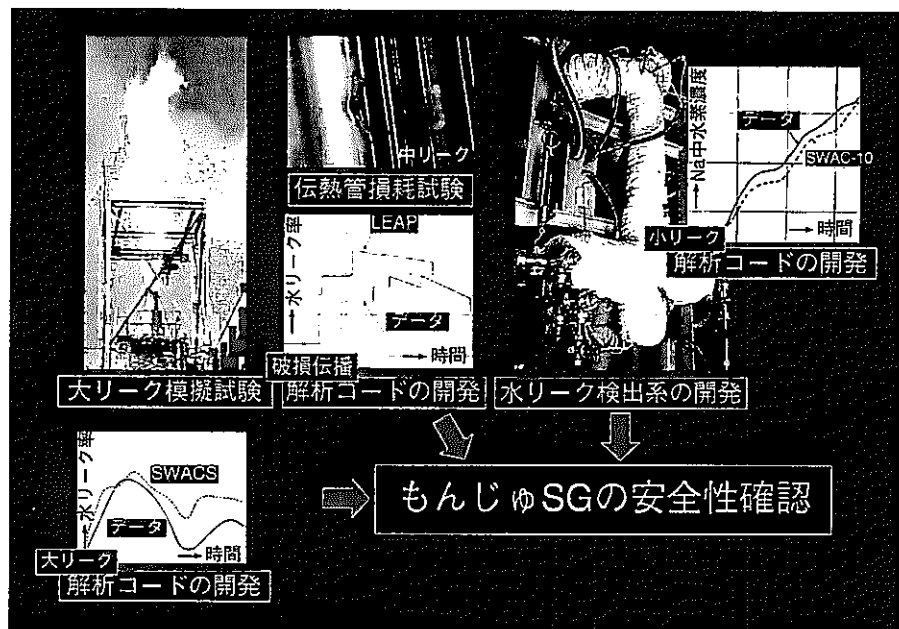 中リーク
伝熱管損耗試験
LEAP
→水リーク率
データ
→時間
破損伝播
解析コードの開発
大リーク模擬試験
→Na中水素濃度
データ
SWAC-10
→時間
小リーク
解析コードの開発
水リーク検出系の開発
→水リーク率
SWACS
データ
→時間
大リーク
解析コードの開発
もんじゅSGの安全性確認